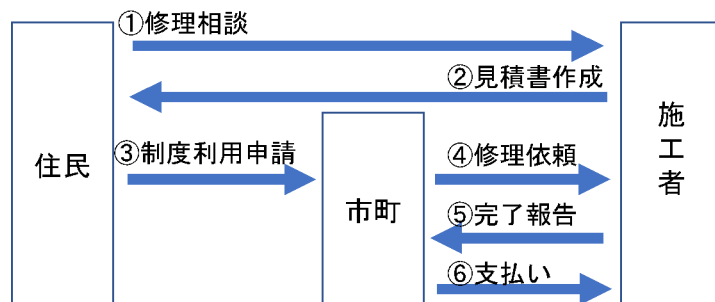 ①修理相談
②見積書作成
住民
③制度利用申請
市町
④修理依頼
⑤完了報告
⑥支払い
施工者